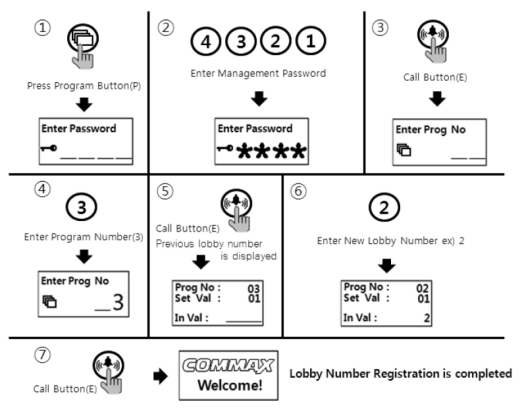 ①
Press Program Button(P)
Enter Password
_ _ _ _
②
4 3 2 1
Enter Management Password
Enter Password
****
③
Call Button(E)
Enter Prog No
_ _
④
3
Enter Program Number(3)
Enter Prog No
_3
⑤
Call Button(E)
Previous lobby number
is displayed
Prog No : 03
Set Val : 01
In Val : ____
⑥
2
Enter New Lobby Number ex) 2
Prog No : 02
Set Val : 01
In Val : 2
⑦
Call Button(E)
COMMAX
Welcome!
Lobby Number Registration is completed